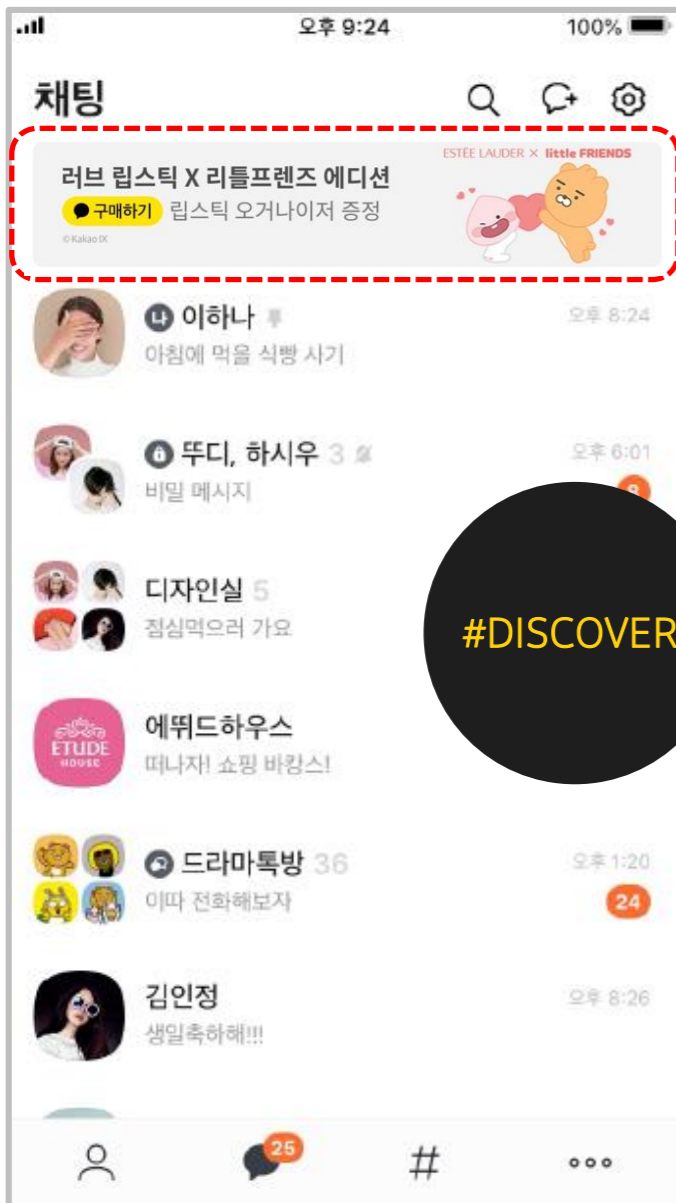 오후 9:24
100%
채팅
ESTĒE LAUDER × little FRIENDS
러브 립스틱 X 리틀프렌즈 에디션
구매하기 립스틱 오거나이저 증정
© Kakao IX
나 이하나
오후 8:24
아침에 먹을 식빵 사기
뚜디, 하시우 3
오후 6:01
비밀 메시지
디자인실 5
점심먹으러 가요
#DISCOVER
ETUDE
HOUSE
에뛰드하우스
떠나자! 쇼핑 바캉스!
드라마톡방 36
오후 1:20
이따 전화해보자
24
김인정
오후 8:26
생일축하해!!!
25
#